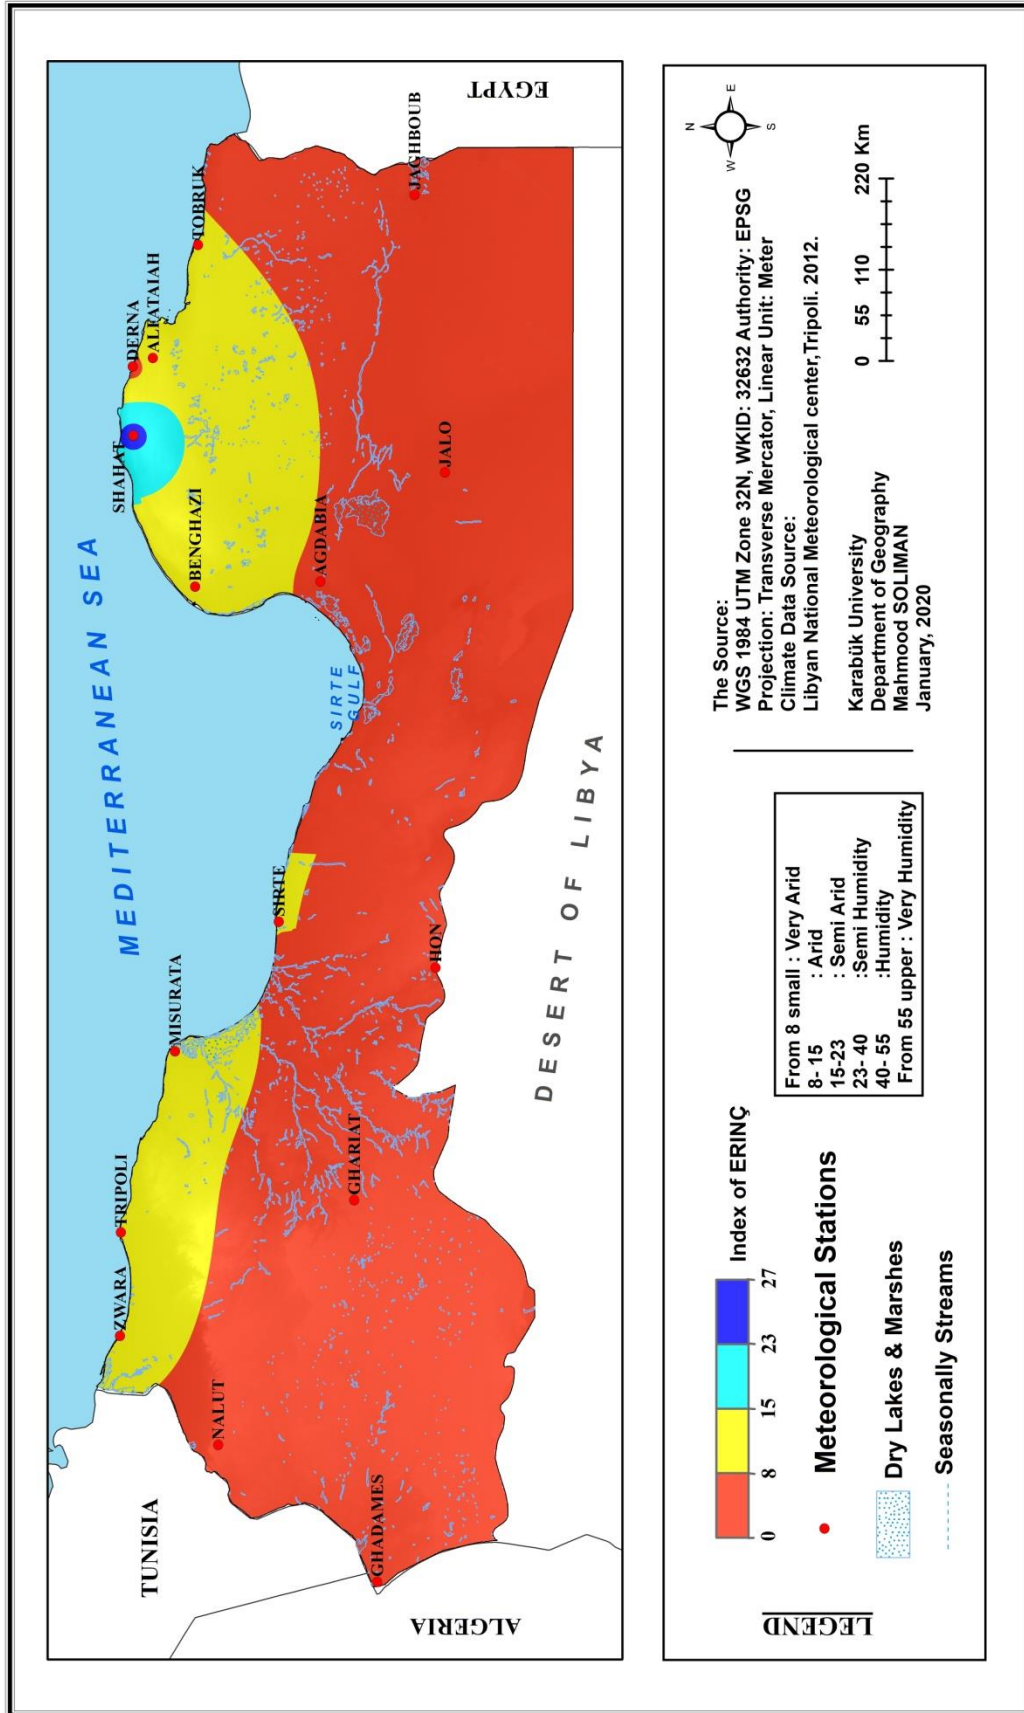 MEDITERRANEAN SEA
TUNISIA
ALGERIA
EGYPT
ZWARA
TRIPOLI
MISURATA
NALUT
GHADAMES
GHARIAT
SIRTE
HON
SIRTE
GULF
BENGHAZI
SHAHAT
DERNA
ALFATAIAH
TOBRUK
AGDABIA
JALO
JAGHBOUB
DESERT OF LIBYA
LEGEND
Index of ERINÇ
0 8 15 23 27
Meteorological Stations
Dry Lakes & Marshes
Seasonally Streams
From 8 small : Very Arid
8- 15 : Arid
15-23 : Semi Arid
23- 40 :Semi Humidity
40- 55 :Humidity
From 55 upper : Very Humidity
The Source:
WGS 1984 UTM Zone 32N, WKID: 32632 Authority: EPSG
Projection: Transverse Mercator, Linear Unit: Meter
Climate Data Source:
Libyan National Meteorological center,Tripoli. 2012.
Karabük University
Department of Geography
Mahmood SOLIMAN
January, 2020
N
W E
S
0 55 110 220 Km